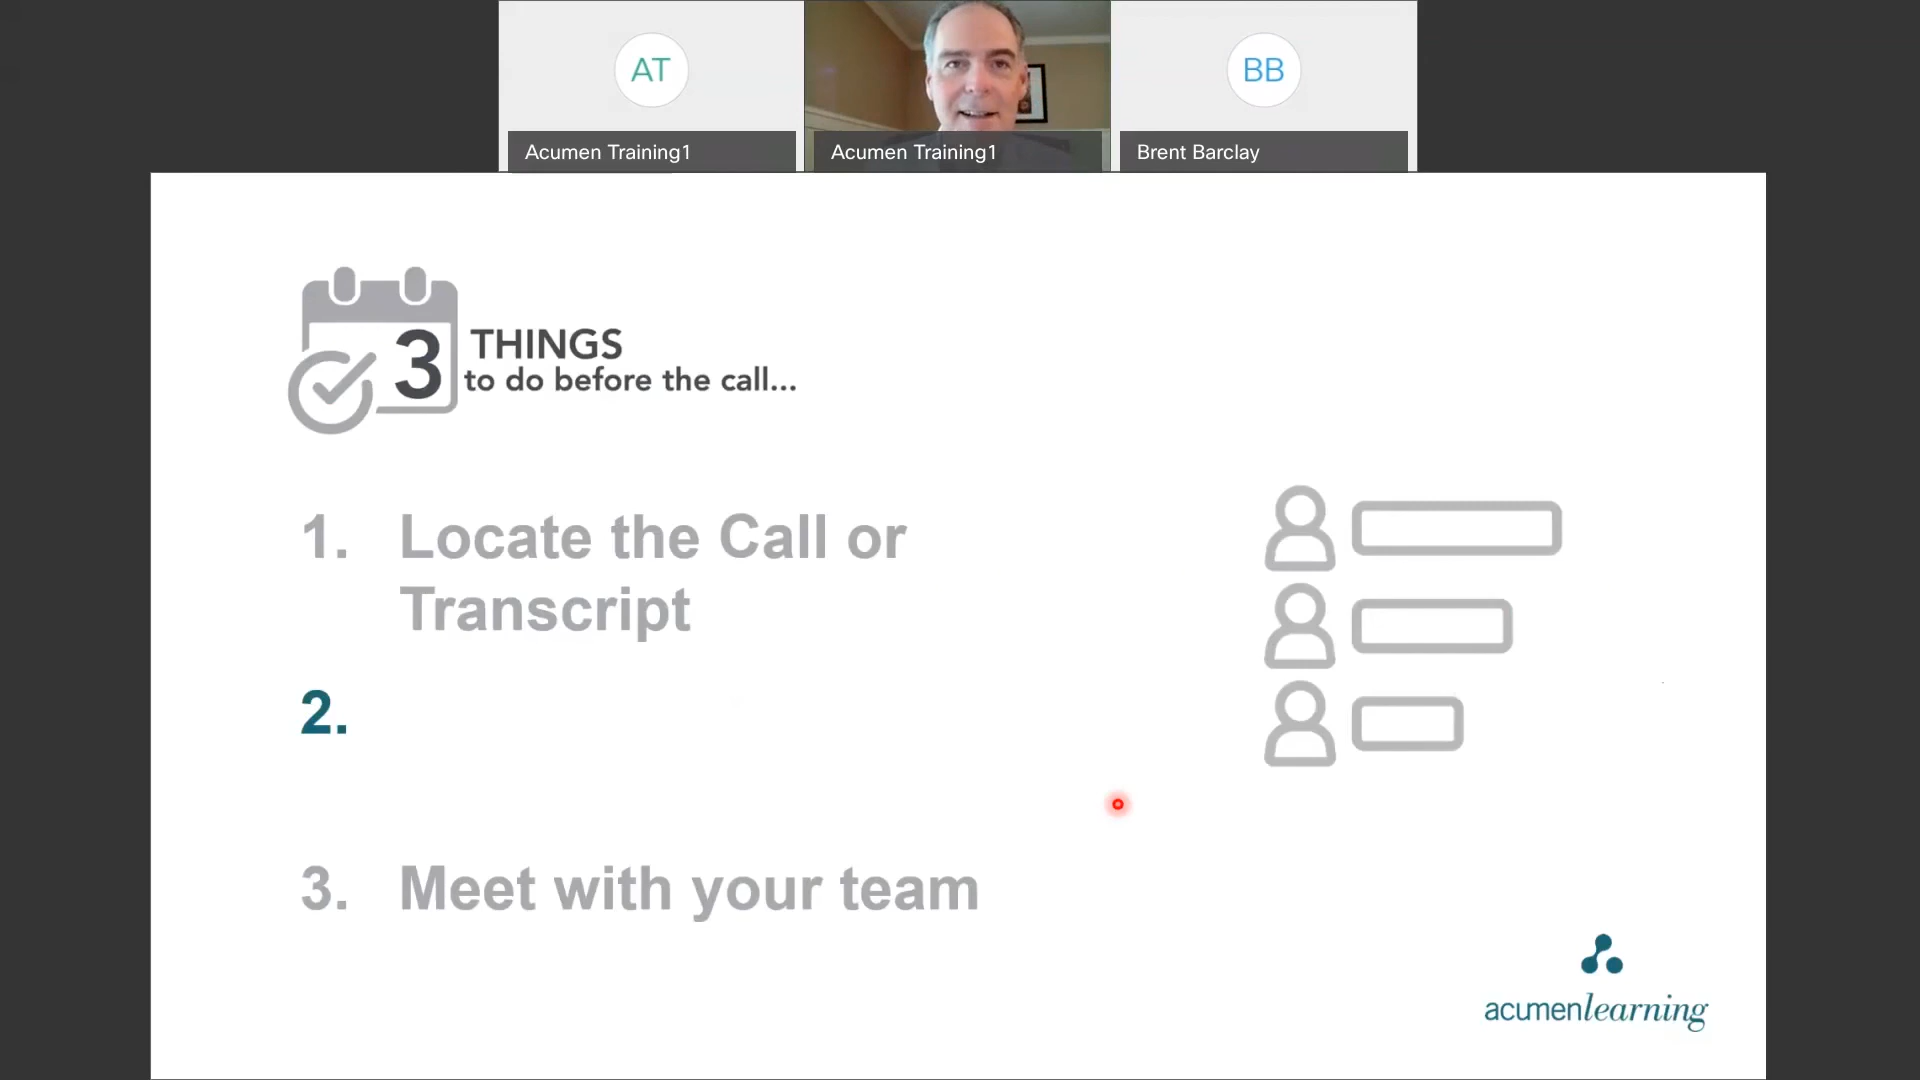 AT
BB
Acumen Training1
Acumen Training1
Brent Barclay
3 THINGS
to do before the call...
1. Locate the Call or
Transcript
2.
3. Meet with your team
acumenlearning